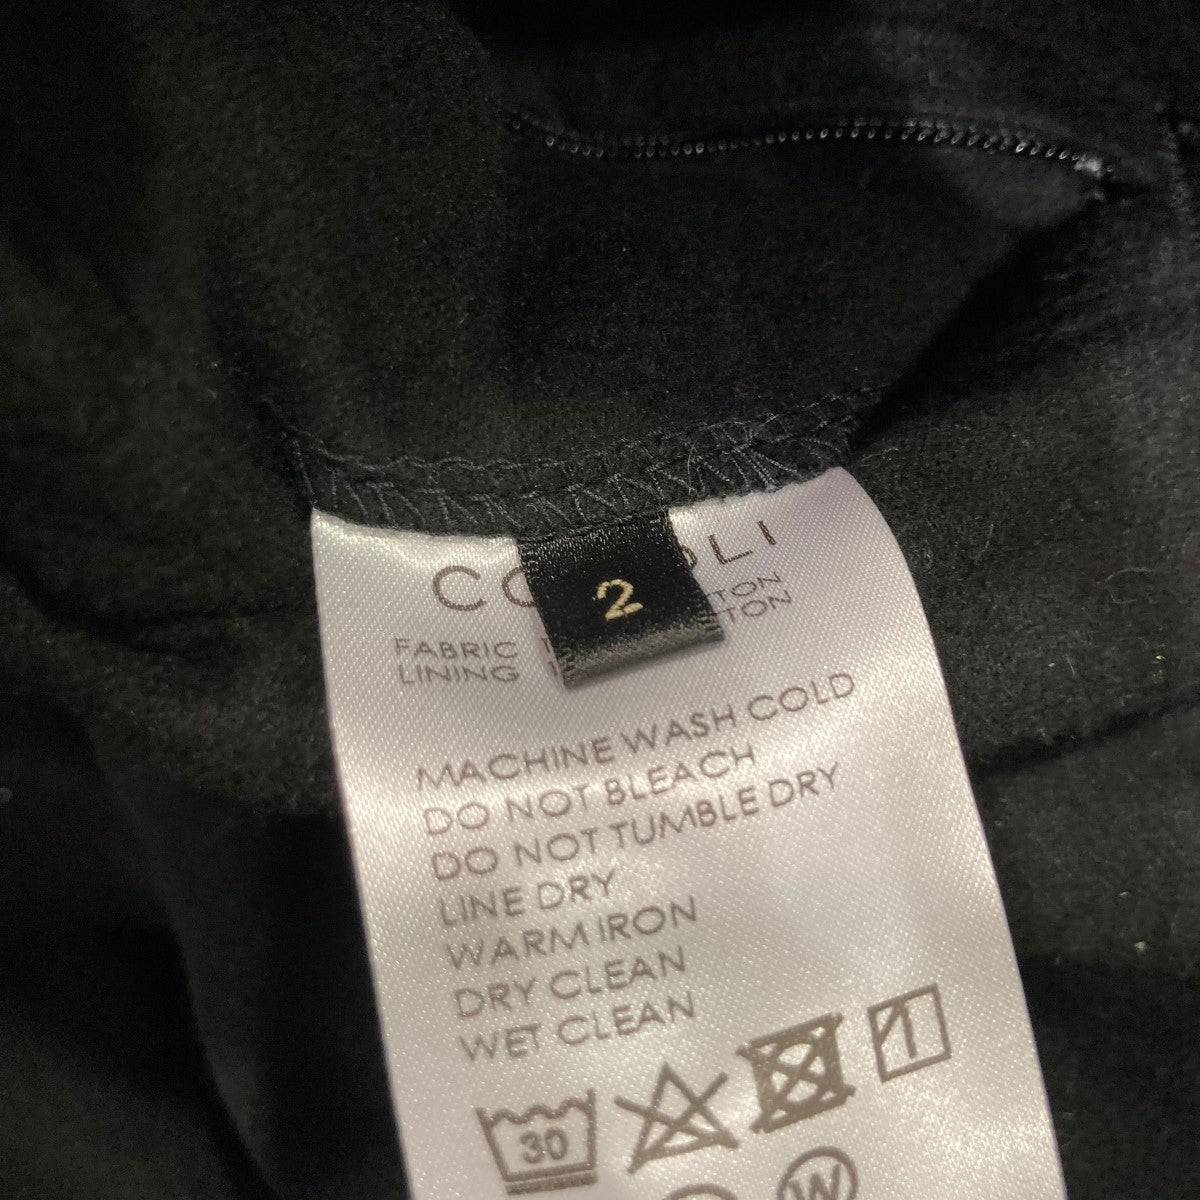 2
FABRIC
LINING
MACHINE WASH COLD
DO NOT BLEACH
DO NOT TUMBLE DRY
LINE DRY
WARM IRON
DRY CLEAN
WET CLEAN
30
W